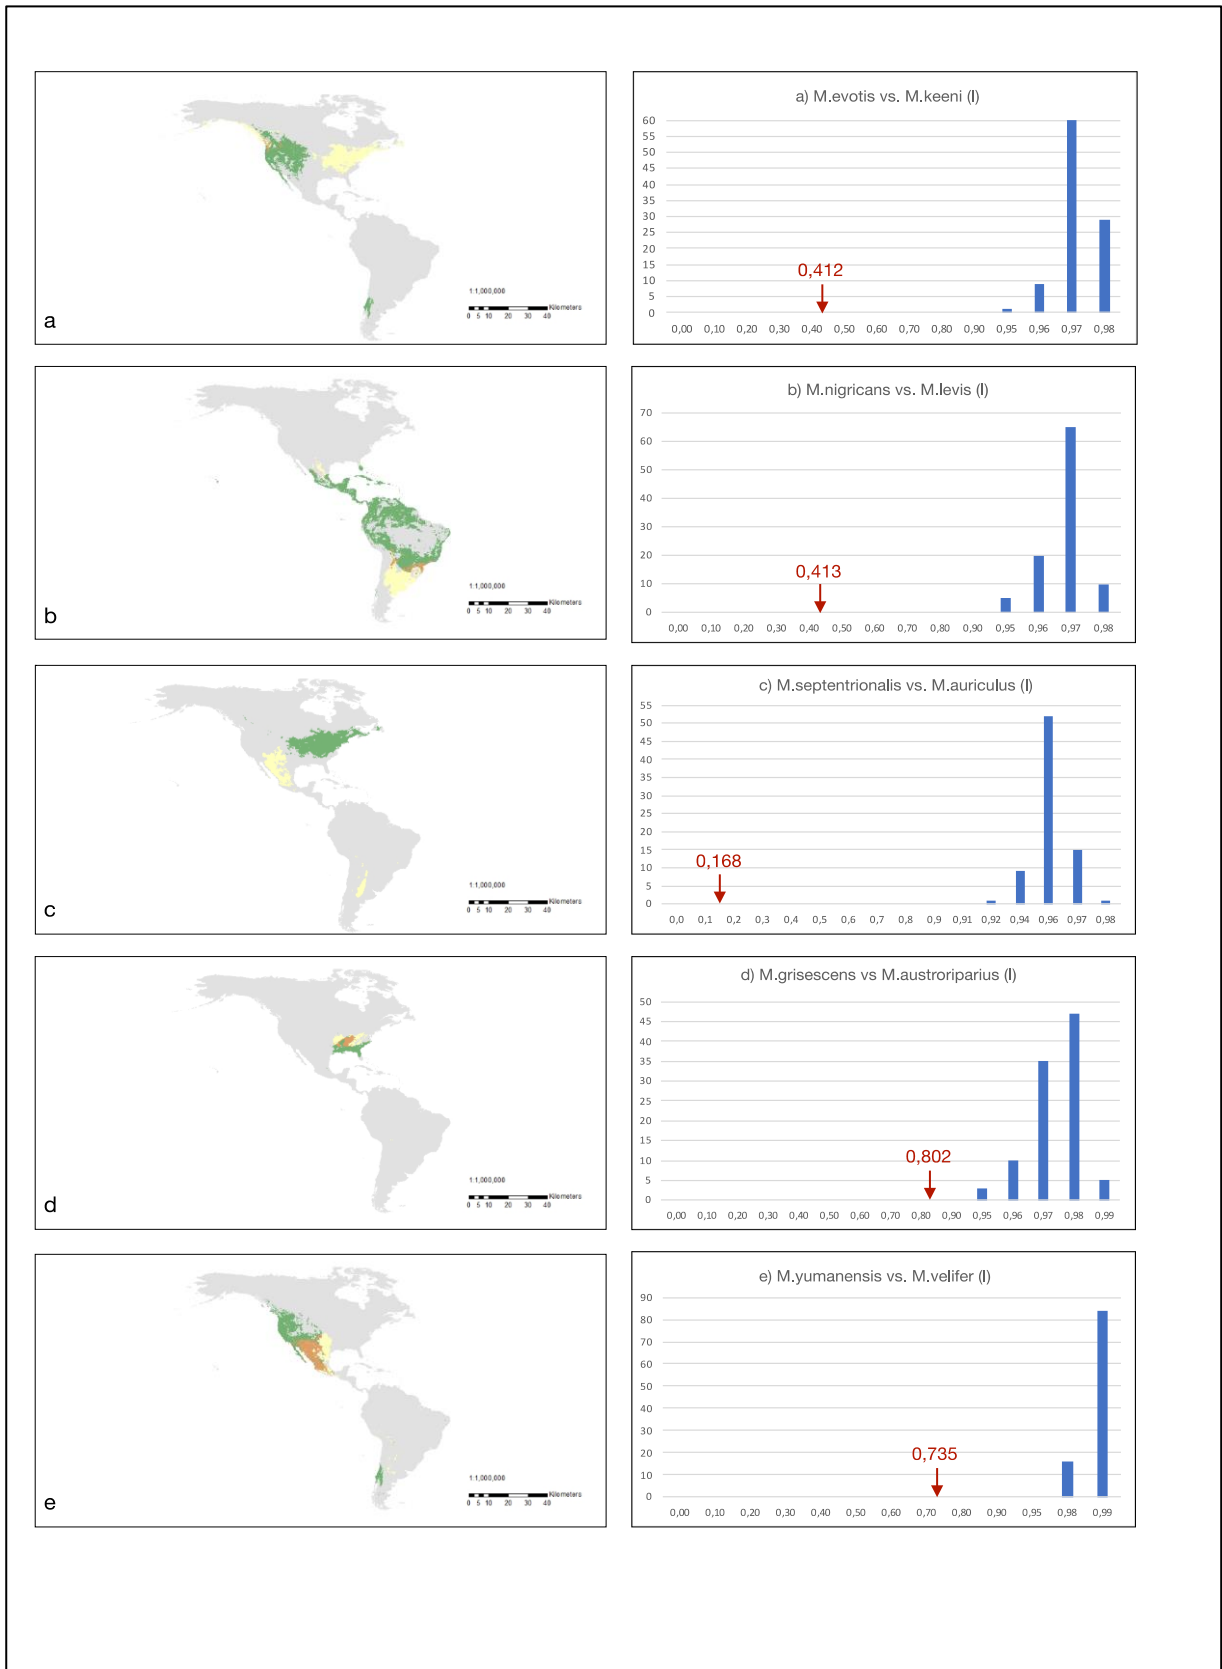 1:1,000,000
Kilometers
0 5 10 20 30 40
a
a) M.evotis vs. M.keeni (I)
60
55
50
45
40
35
30
25
20
15
10
5
0
0,412
0,00 0,10 0,20 0,30 0,40 0,50 0,60 0,70 0,80 0,90 0,95 0,96 0,97 0,98
1:1,000,000
Kilometers
0 5 10 20 30 40
b
b) M.nigricans vs. M.levis (I)
70
60
50
40
30
20
10
0
0,413
0,00 0,10 0,20 0,30 0,40 0,50 0,60 0,70 0,80 0,90 0,95 0,96 0,97 0,98
1:1,000,000
Kilometers
0 5 10 20 30 40
c
c) M.septentrionalis vs. M.auriculus (I)
55
50
45
40
35
30
25
20
15
10
5
0
0,168
0,0 0,1 0,2 0,3 0,4 0,5 0,6 0,7 0,8 0,9 0,91 0,92 0,94 0,96 0,97 0,98
1:1,000,000
Kilometers
0 5 10 20 30 40
d
d) M.grisescens vs M.austroriparius (I)
50
45
40
35
30
25
20
15
10
5
0
0,802
0,00 0,10 0,20 0,30 0,40 0,50 0,60 0,70 0,80 0,90 0,95 0,96 0,97 0,98 0,99
1:1,000,000
Kilometers
0 5 10 20 30 40
e
e) M.yumanensis vs. M.velifer (I)
90
80
70
60
50
40
30
20
10
0
0,735
0,00 0,10 0,20 0,30 0,40 0,50 0,60 0,70 0,80 0,90 0,95 0,98 0,99